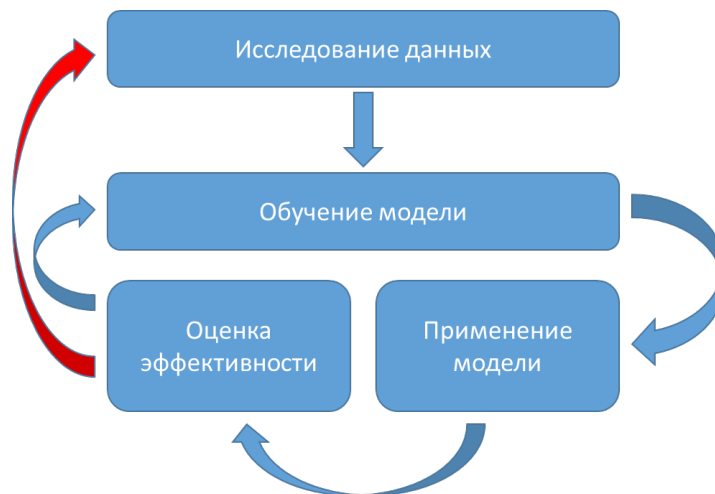 Исследование данных
Обучение модели
Оценка
эффективности
Применение
модели